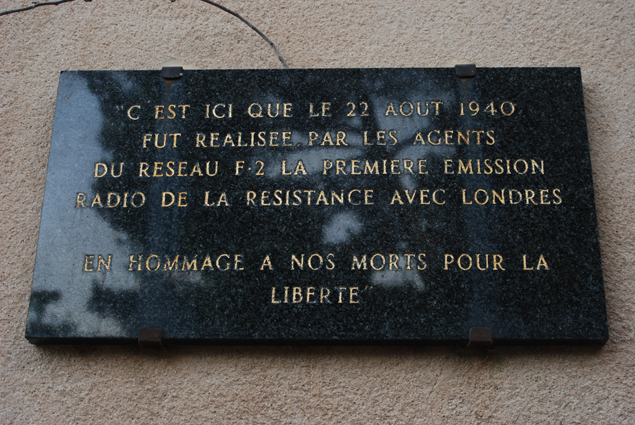 "C'EST ICI QUE LE 22 AOUT 1940
FUT REALISEE PAR LES AGENTS
DU RESEAU F·2 LA PREMIERE EMISSION
RADIO DE LA RESISTANCE AVEC LONDRES
EN HOMMAGE A NOS MORTS POUR LA
LIBERTE"